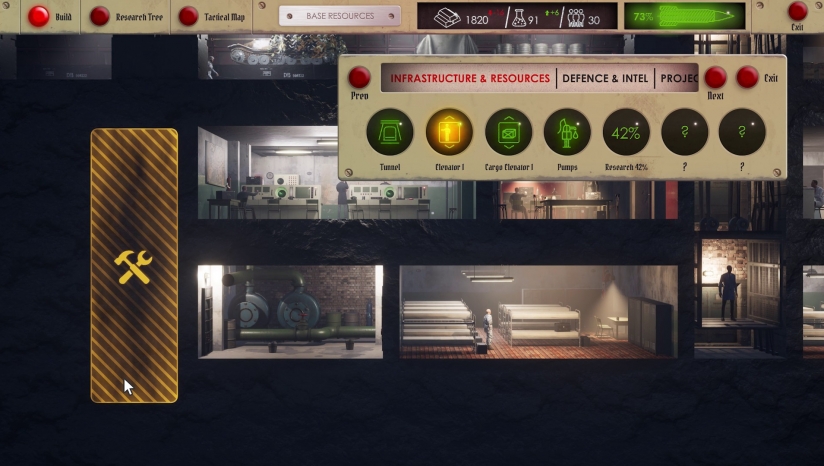 Build
Research Tree
Tactical Map
BASE RESOURCES
1820
91
+6
30
73%
Exit
Prev
INFRASTRUCTURE & RESOURCES
DEFENCE & INTEL
PROJEC
Next
Exit
42%
?
?
Tunnel
Elevator I
Cargo Elevator I
Pumps
Research 42%
?
?